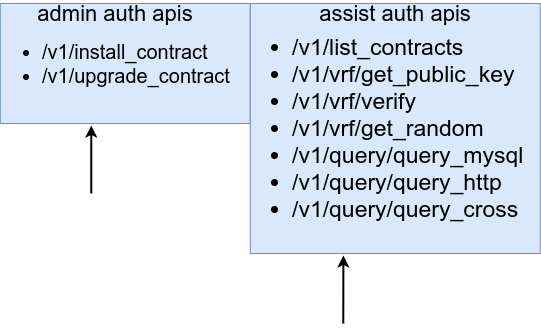 admin auth apis
• /v1/install_contract
• /v1/upgrade_contract
assist auth apis
• /v1/list_contracts
• /v1/vrf/get_public_key
• /v1/vrf/verify
• /v1/vrf/get_random
• /v1/query/query_mysql
• /v1/query/query_http
• /v1/query/query_cross